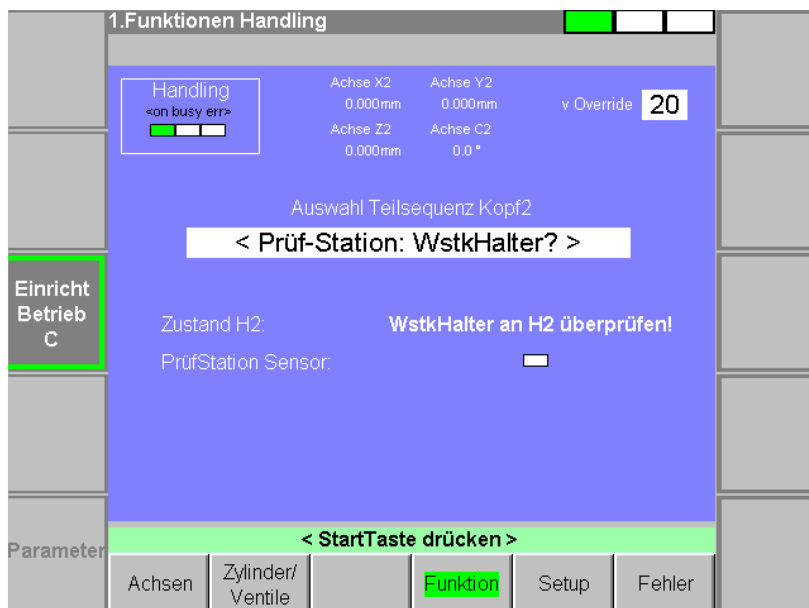 1.Funktionen Handling
Handling
<on busy err>
Achse X2
0.000mm
Achse Y2
0.000mm
Achse Z2
0.000mm
Achse C2
0.0 °
v Override 20
Auswahl Teilsequenz Kopf2
< Prüf-Station: WstkHalter? >
Einricht
Betrieb
C
Zustand H2: WstkHalter an H2 überprüfen!
PrüfStation Sensor:
Parameter
< StartTaste drücken >
Achsen
Zylinder/
Ventile
Funktion
Setup
Fehler